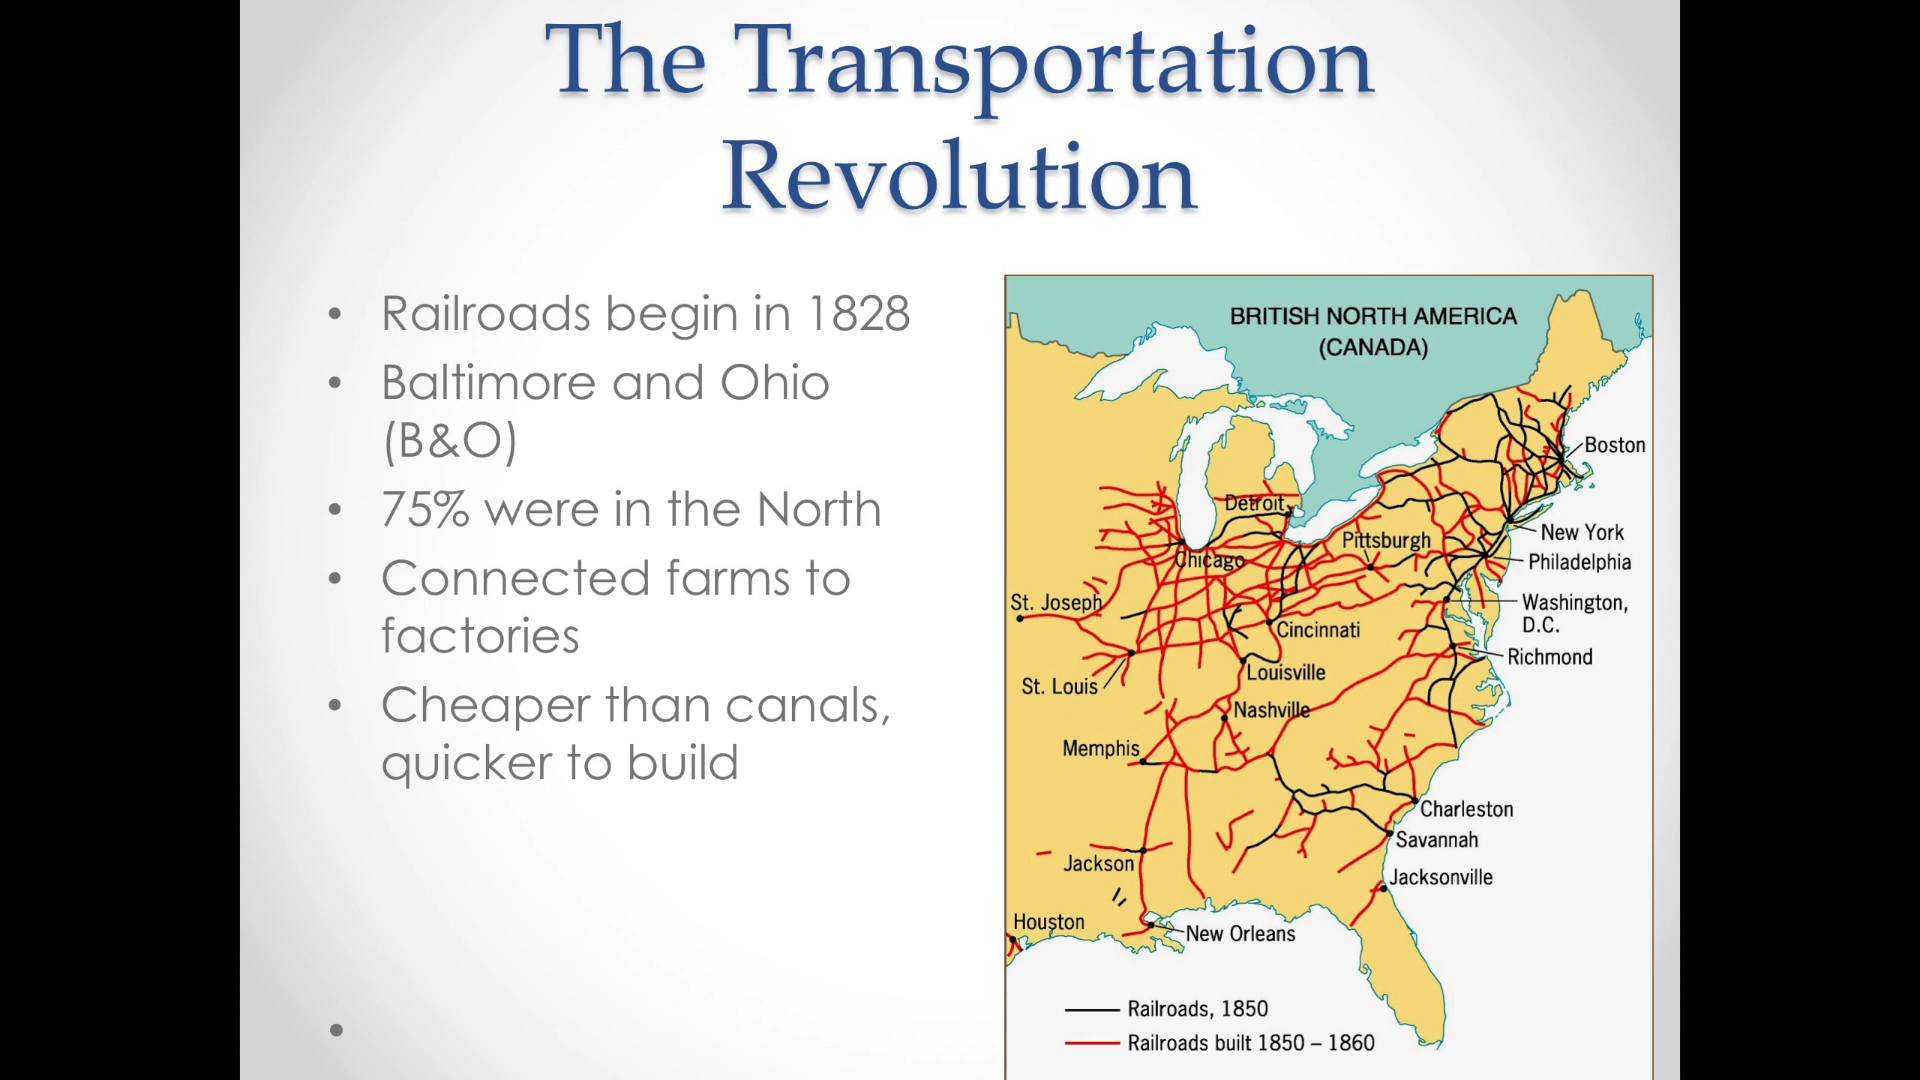 The Transportation
Revolution
• Railroads begin in 1828
• Baltimore and Ohio
(B&O)
• 75% were in the North
• Connected farms to
factories
• Cheaper than canals,
quicker to build
•
BRITISH NORTH AMERICA
(CANADA)
Boston
Detroit
New York
Pittsburgh
Philadelphia
Chicago
St. Joseph
Washington,
D.C.
Cincinnati
Richmond
Louisville
St. Louis
Nashville
Memphis
Charleston
Savannah
Jackson
Jacksonville
Houston
New Orleans
Railroads, 1850
Railroads built 1850 – 1860